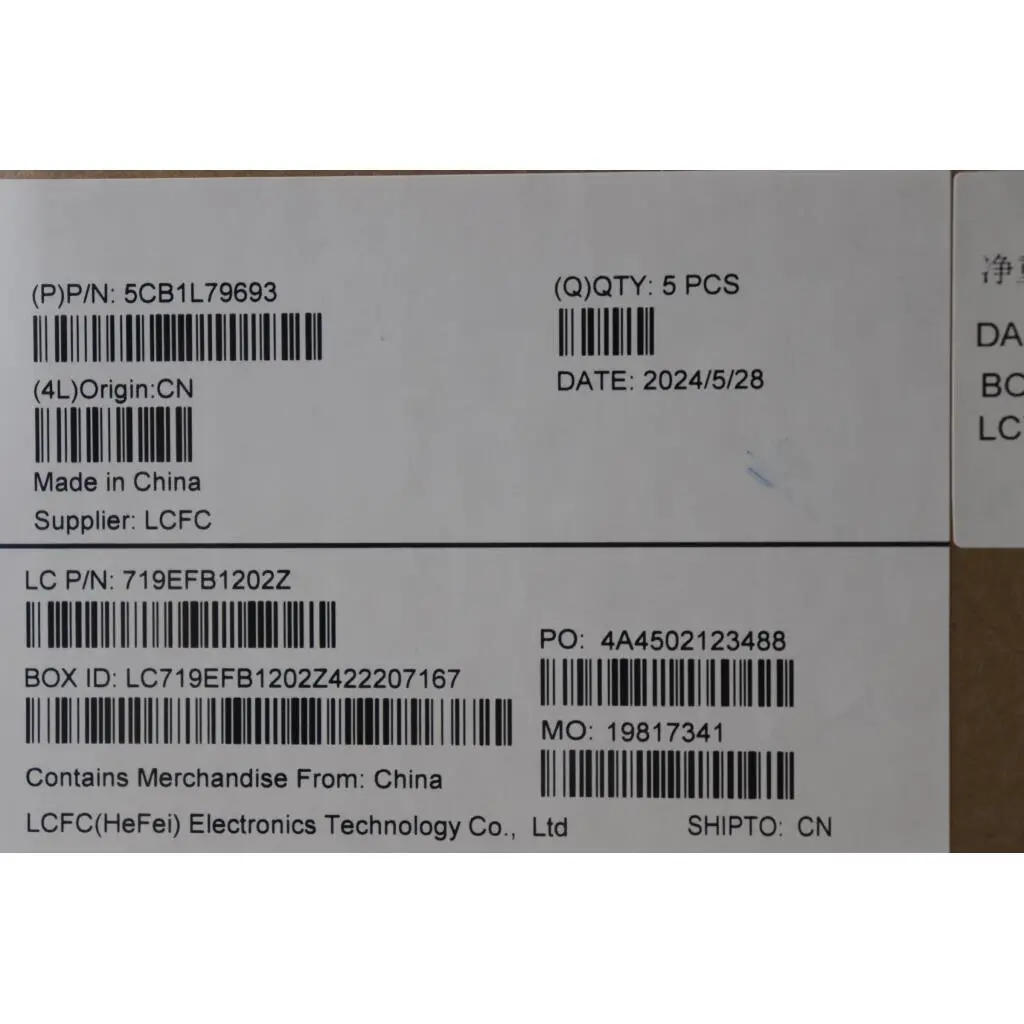 (P)P/N: 5CB1L79693
(Q)QTY: 5 PCS
(4L)Origin:CN
DATE: 2024/5/28
Made in China
Supplier: LCFC
LC P/N: 719EFB1202Z
BOX ID: LC719EFB1202Z422207167
PO: 4A4502123488
MO: 19817341
Contains Merchandise From: China
LCFC(HeFei) Electronics Technology Co., Ltd
SHIPTO: CN
净
DA
BO
LC